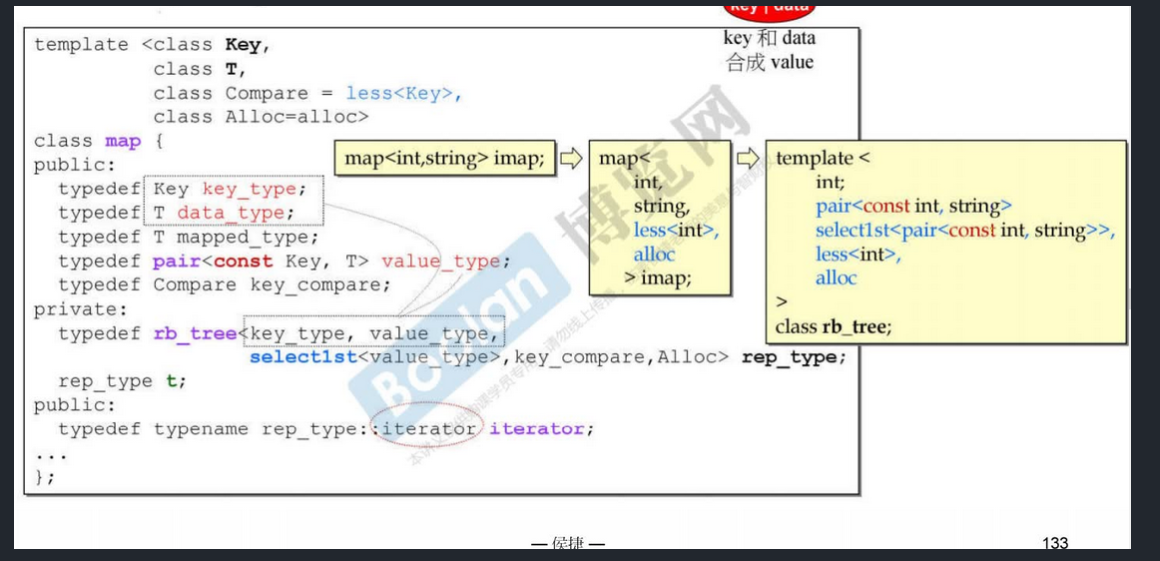 key | data
key 和 data
合成 value
template <class Key,
class T,
class Compare = less<Key>,
class Alloc=alloc>
class map {
public:
typedef Key key_type;
typedef T data_type;
typedef T mapped_type;
typedef pair<const Key, T> value_type;
typedef Compare key_compare;
private:
typedef rb_tree<key_type, value_type,
select1st<value_type>,key_compare,Alloc> rep_type;
rep_type t;
public:
typedef typename rep_type::iterator iterator;
...
};
map<int,string> imap;
map<
int,
string,
less<int>,
alloc
> imap;
template <
int;
pair<const int, string>
select1st<pair<const int, string>>,
less<int>,
alloc
>
class rb_tree;
Boolan
博览网
— 侯捷 —
133